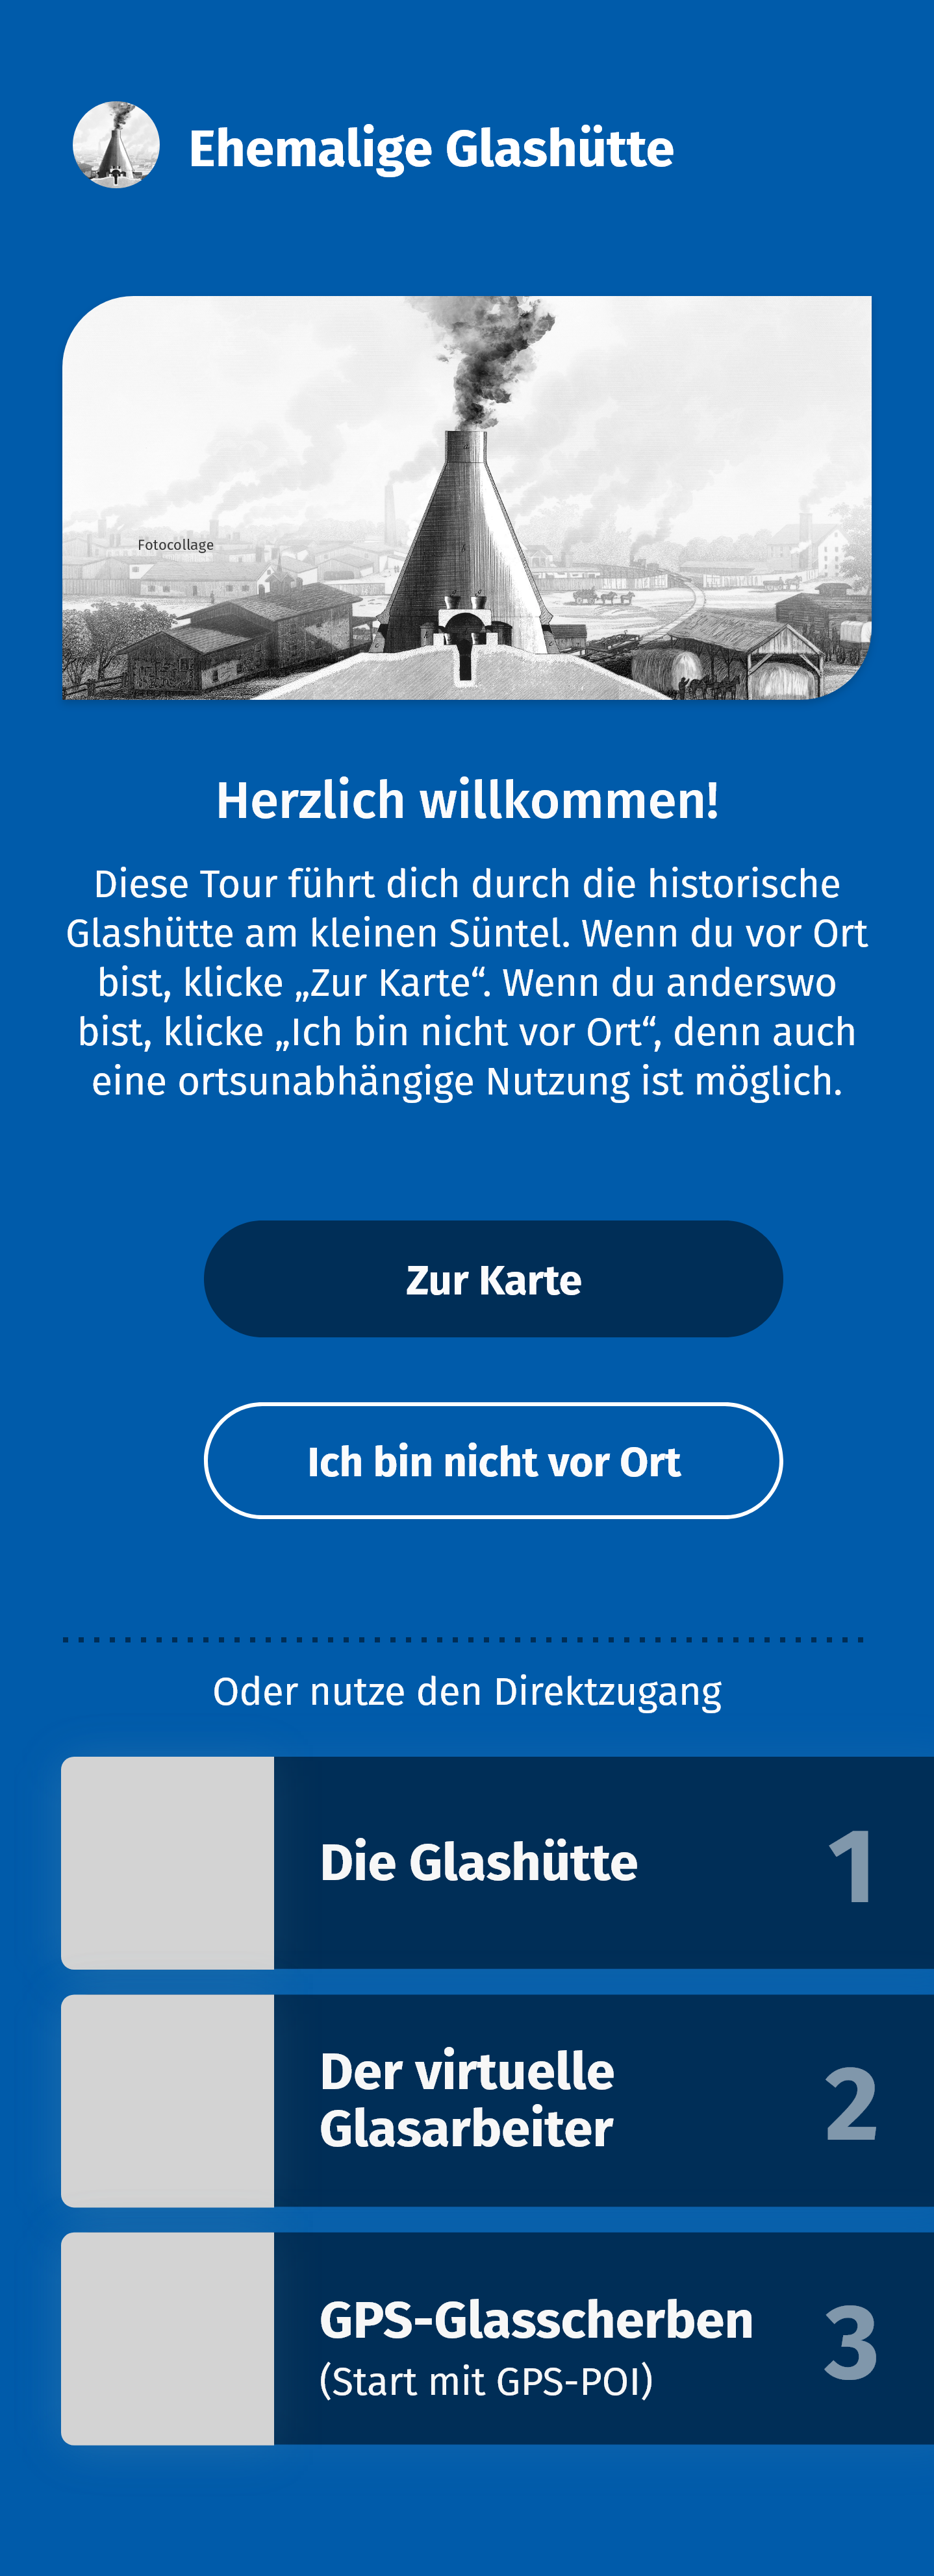 Ehemalige Glashütte
Fotocollage
Herzlich willkommen!
Diese Tour führt dich durch die historische
Glashütte am kleinen Süntel. Wenn du vor Ort
bist, klicke „Zur Karte“. Wenn du anderswo
bist, klicke „Ich bin nicht vor Ort“, denn auch
eine ortsunabhängige Nutzung ist möglich.
Zur Karte
Ich bin nicht vor Ort
Oder nutze den Direktzugang
Die Glashütte
1
Der virtuelle
Glasarbeiter
2
GPS-Glasscherben
(Start mit GPS-POI)
3